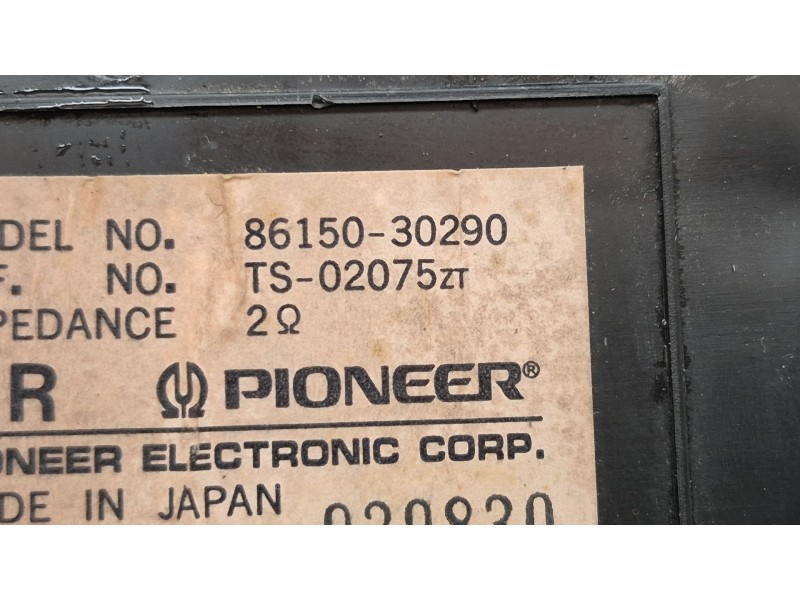 DEL NO. 86150-30290
F. NO. TS-02075ZT
PEDANCE 2Ω
R PIONEER®
ONEER ELECTRONIC CORP.
DE IN JAPAN